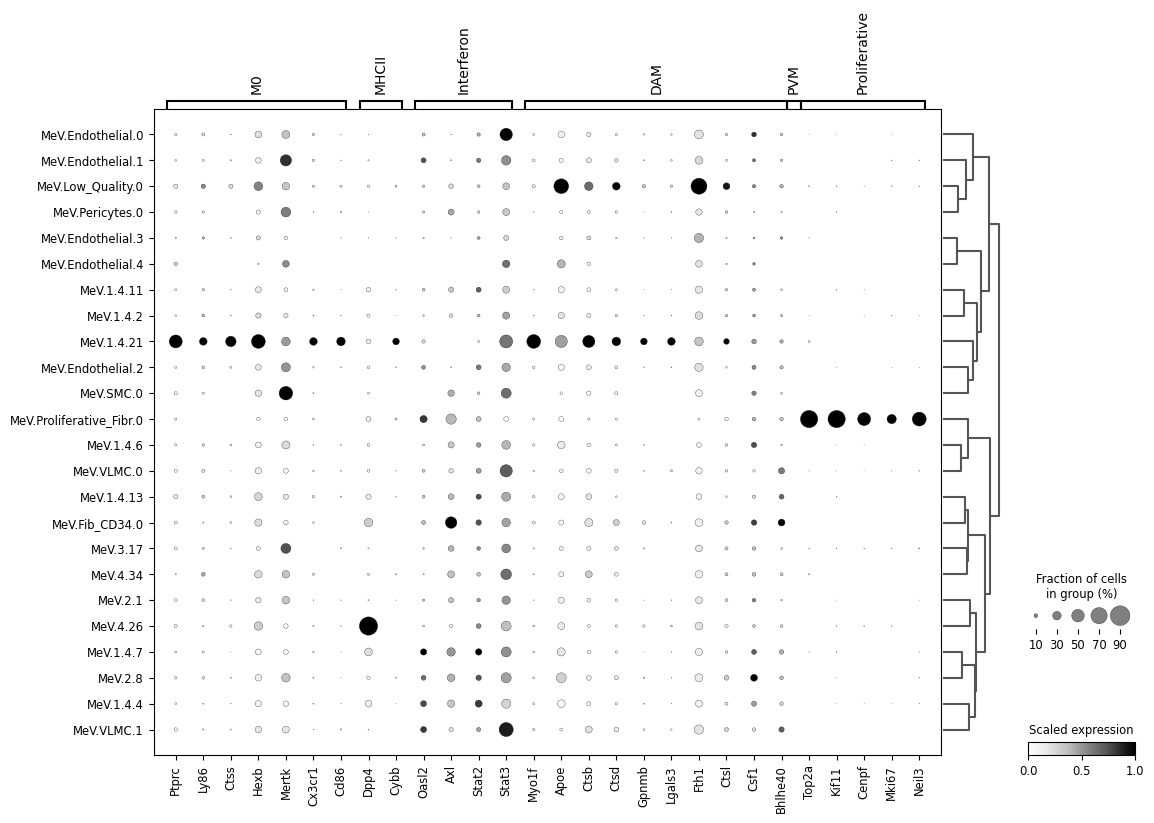 M0
MHCII
Interferon
DAM
PVM
Proliferative
MeV.Endothelial.0
MeV.Endothelial.1
MeV.Low_Quality.0
MeV.Pericytes.0
MeV.Endothelial.3
MeV.Endothelial.4
MeV.1.4.11
MeV.1.4.2
MeV.1.4.21
MeV.Endothelial.2
MeV.SMC.0
MeV.Proliferative_Fibr.0
MeV.1.4.6
MeV.VLMC.0
MeV.1.4.13
MeV.Fib_CD34.0
MeV.3.17
MeV.4.34
MeV.2.1
MeV.4.26
MeV.1.4.7
MeV.2.8
MeV.1.4.4
MeV.VLMC.1
Ptprc
Ly86
Ctss
Hexb
Mertk
Cx3cr1
Cd86
Dpp4
Cybb
Oasl2
Axl
Stat2
Stat3
Myo1f
Apoe
Ctsb
Ctsd
Gpnmb
Lgals3
Fth1
Ctsl
Csf1
Bhlhe40
Top2a
Kif11
Cenpf
Mki67
Neil3
Fraction of cells
in group (%)
10 30 50 70 90
Scaled expression
0.0 0.5 1.0